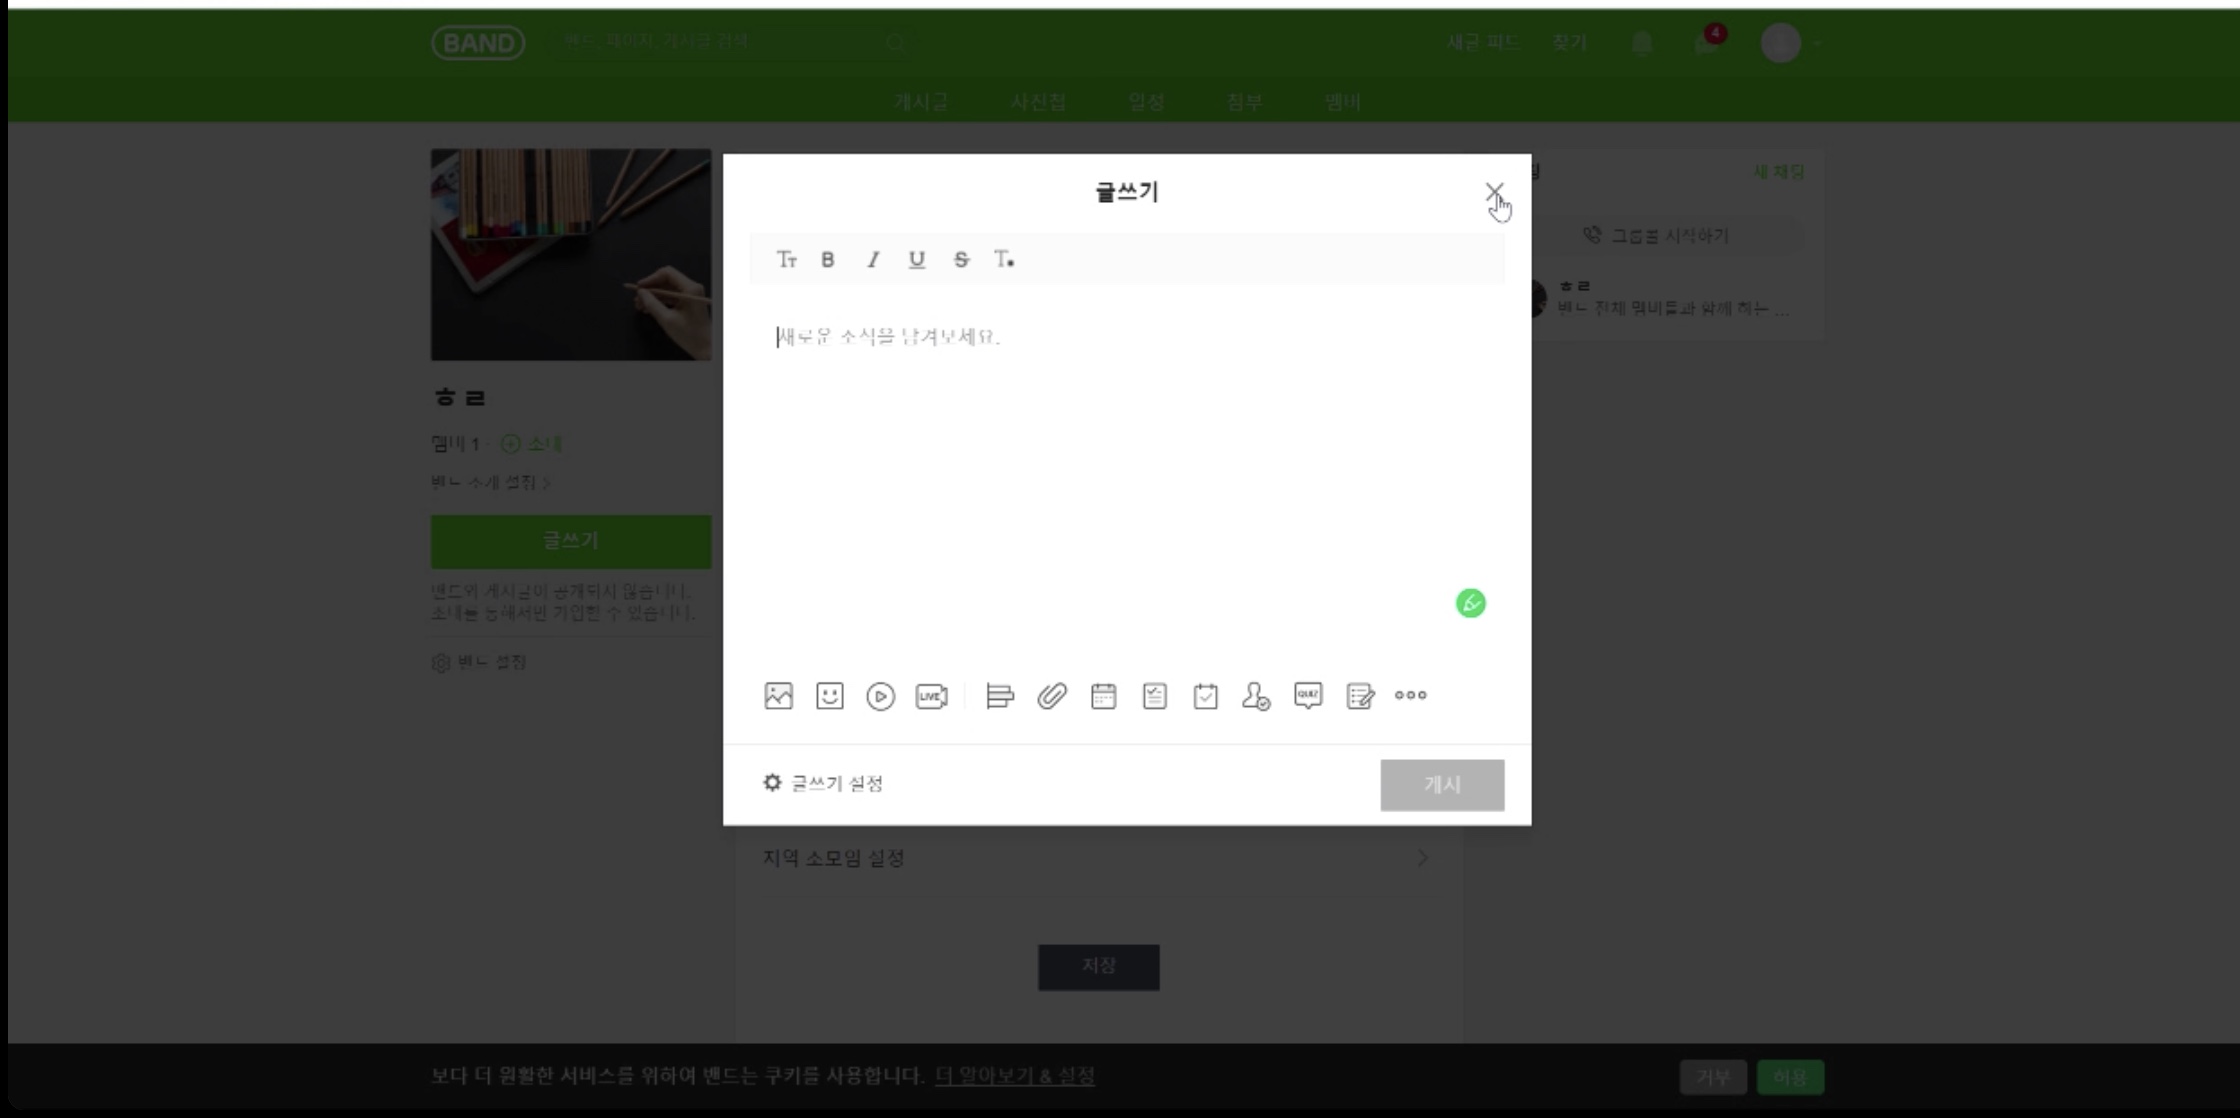 BAND
밴드, 페이지, 게시글 검색
새글 피드 찾기 4
게시글 사진첩 일정 첨부 멤버
새 채팅
그룹콜 시작하기
ㅎㄹ
밴드 전체 멤버들과 함께 하는 ...
ㅎㄹ
멤버 1 · 초대
밴드 소개 설정 >
글쓰기
밴드와 게시글이 공개되지 않습니다.
초대를 통해서만 가입할 수 있습니다.
밴드 설정
글쓰기
새로운 소식을 남겨보세요.
LIVE
QUIZ
글쓰기 설정
게시
지역 소모임 설정
저장
보다 더 원활한 서비스를 위하여 밴드는 쿠키를 사용합니다. 더 알아보기 & 설정
거부 허용